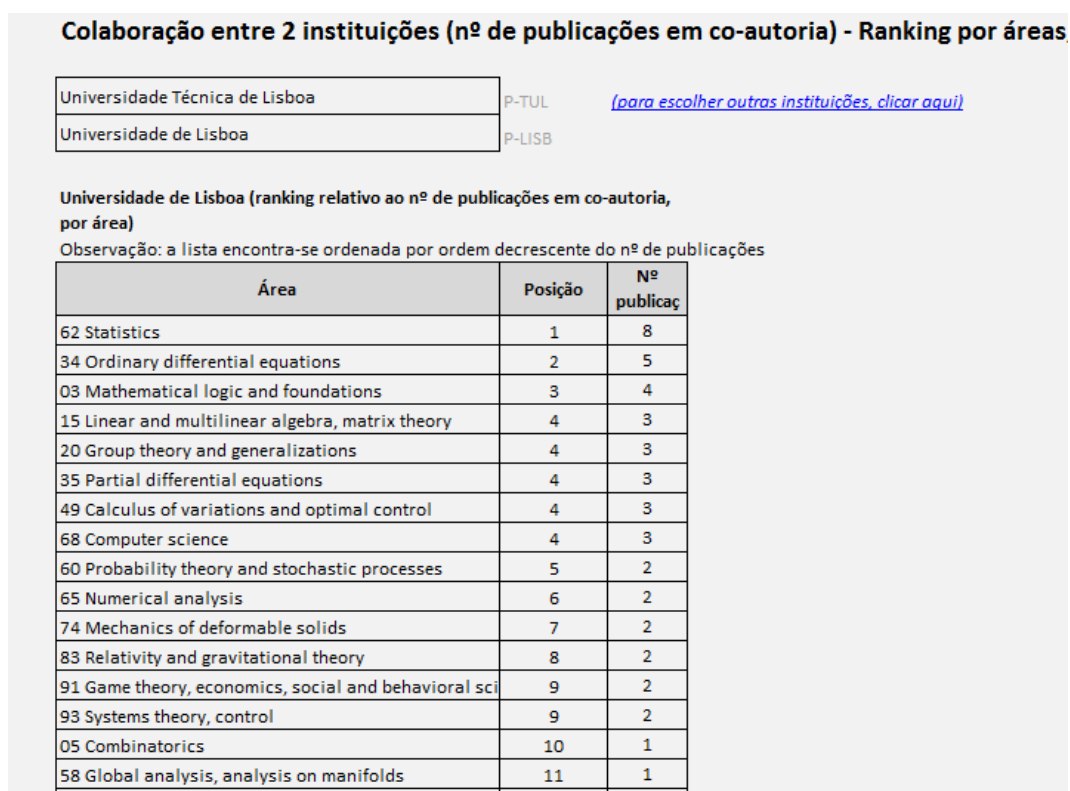 Colaboração entre 2 instituições (nº de publicações em co-autoria) - Ranking por áreas,
Universidade Técnica de Lisboa P-TUL (para escolher outras instituições, clicar aqui)
Universidade de Lisboa P-LISB
Universidade de Lisboa (ranking relativo ao nº de publicações em co-autoria,
por área)
Observação: a lista encontra-se ordenada por ordem decrescente do nº de publicações
Área Posição Nº publicaç
62 Statistics 1 8
34 Ordinary differential equations 2 5
03 Mathematical logic and foundations 3 4
15 Linear and multilinear algebra, matrix theory 4 3
20 Group theory and generalizations 4 3
35 Partial differential equations 4 3
49 Calculus of variations and optimal control 4 3
68 Computer science 4 3
60 Probability theory and stochastic processes 5 2
65 Numerical analysis 6 2
74 Mechanics of deformable solids 7 2
83 Relativity and gravitational theory 8 2
91 Game theory, economics, social and behavioral sci 9 2
93 Systems theory, control 9 2
05 Combinatorics 10 1
58 Global analysis, analysis on manifolds 11 1